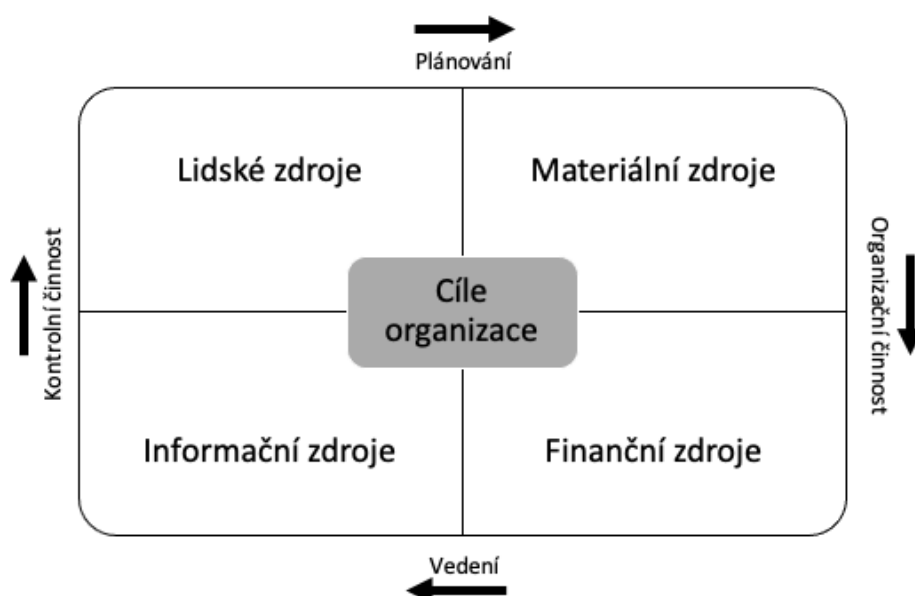 Plánování
Lidské zdroje
Materiální zdroje
Kontrolní činnost
Cíle
organizace
Organizační činnost
Informační zdroje
Finanční zdroje
Vedení